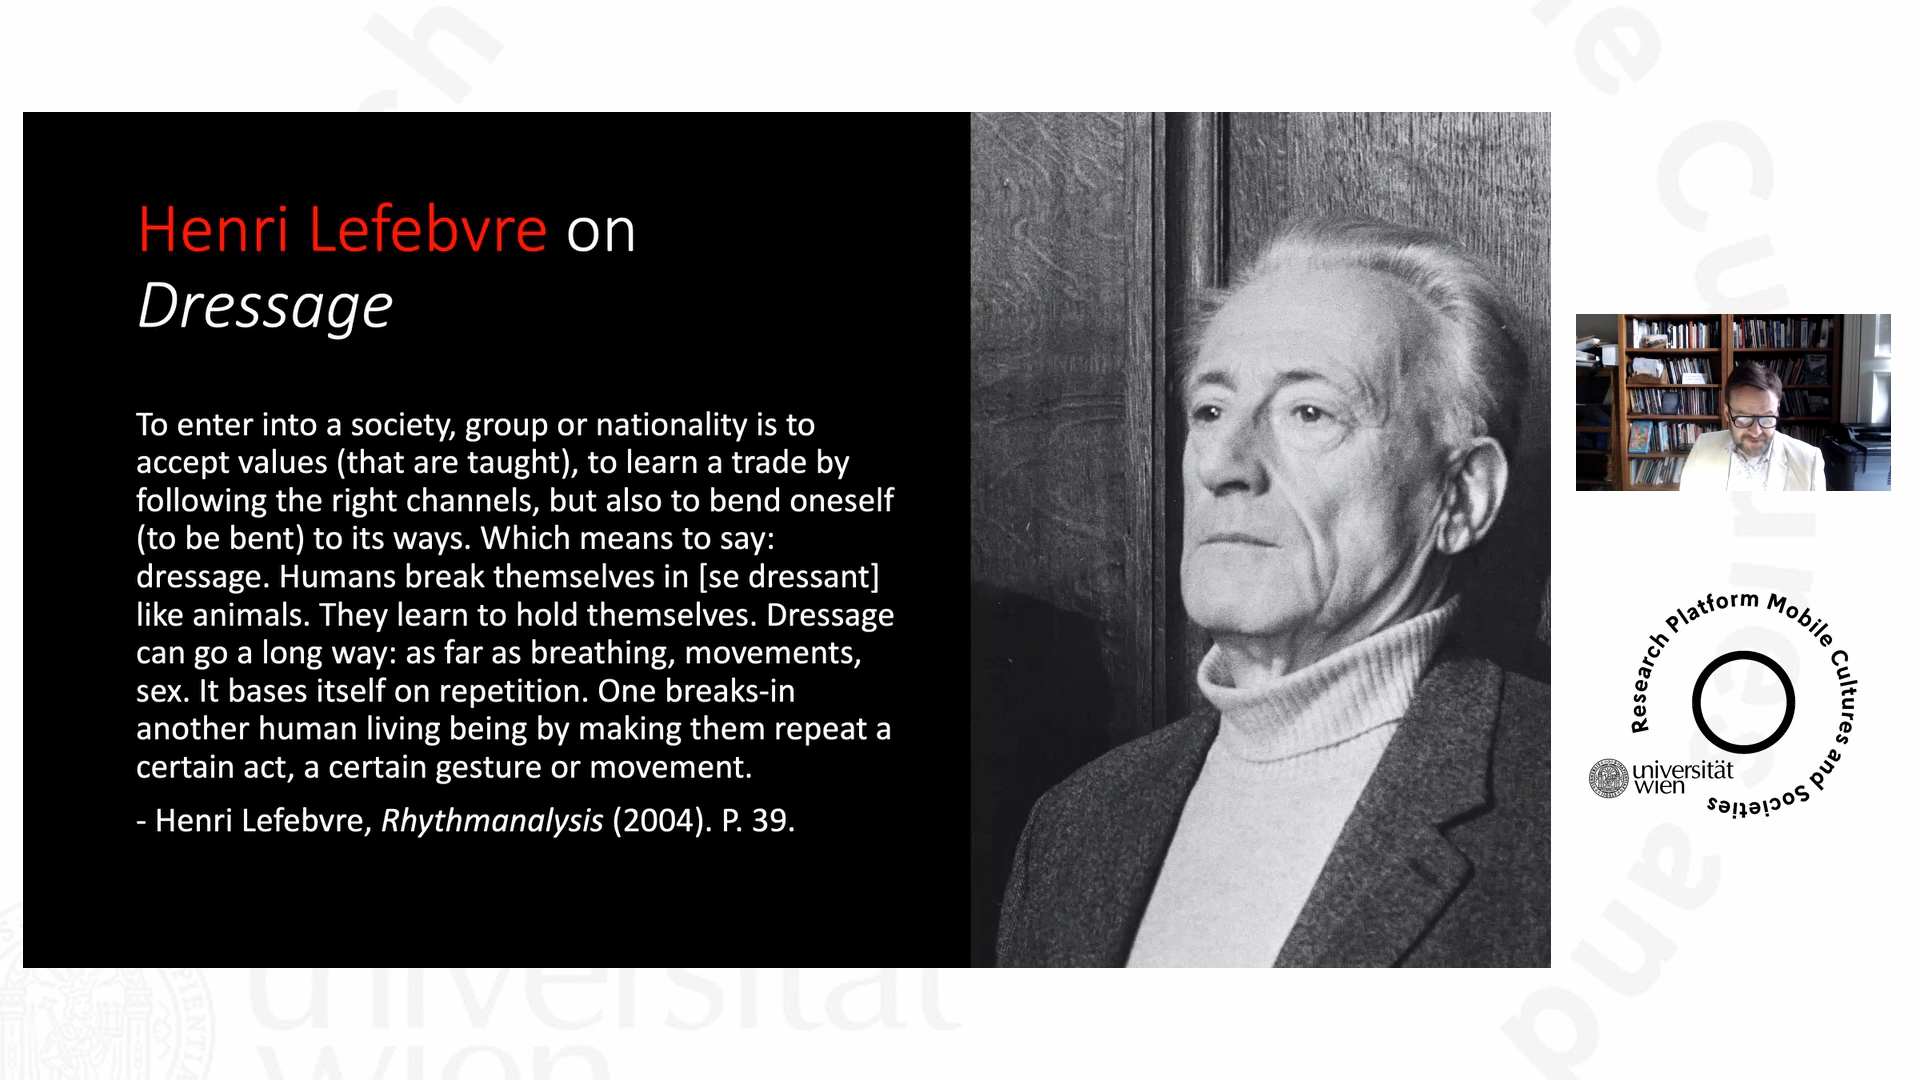 Henri Lefebvre on
Dressage
To enter into a society, group or nationality is to
accept values (that are taught), to learn a trade by
following the right channels, but also to bend oneself
(to be bent) to its ways. Which means to say:
dressage. Humans break themselves in [se dressant]
like animals. They learn to hold themselves. Dressage
can go a long way: as far as breathing, movements,
sex. It bases itself on repetition. One breaks-in
another human living being by making them repeat a
certain act, a certain gesture or movement.
- Henri Lefebvre, Rhythmanalysis (2004). P. 39.
Research Platform Mobile Cultures and Societies
universität
wien
universität
wien
and